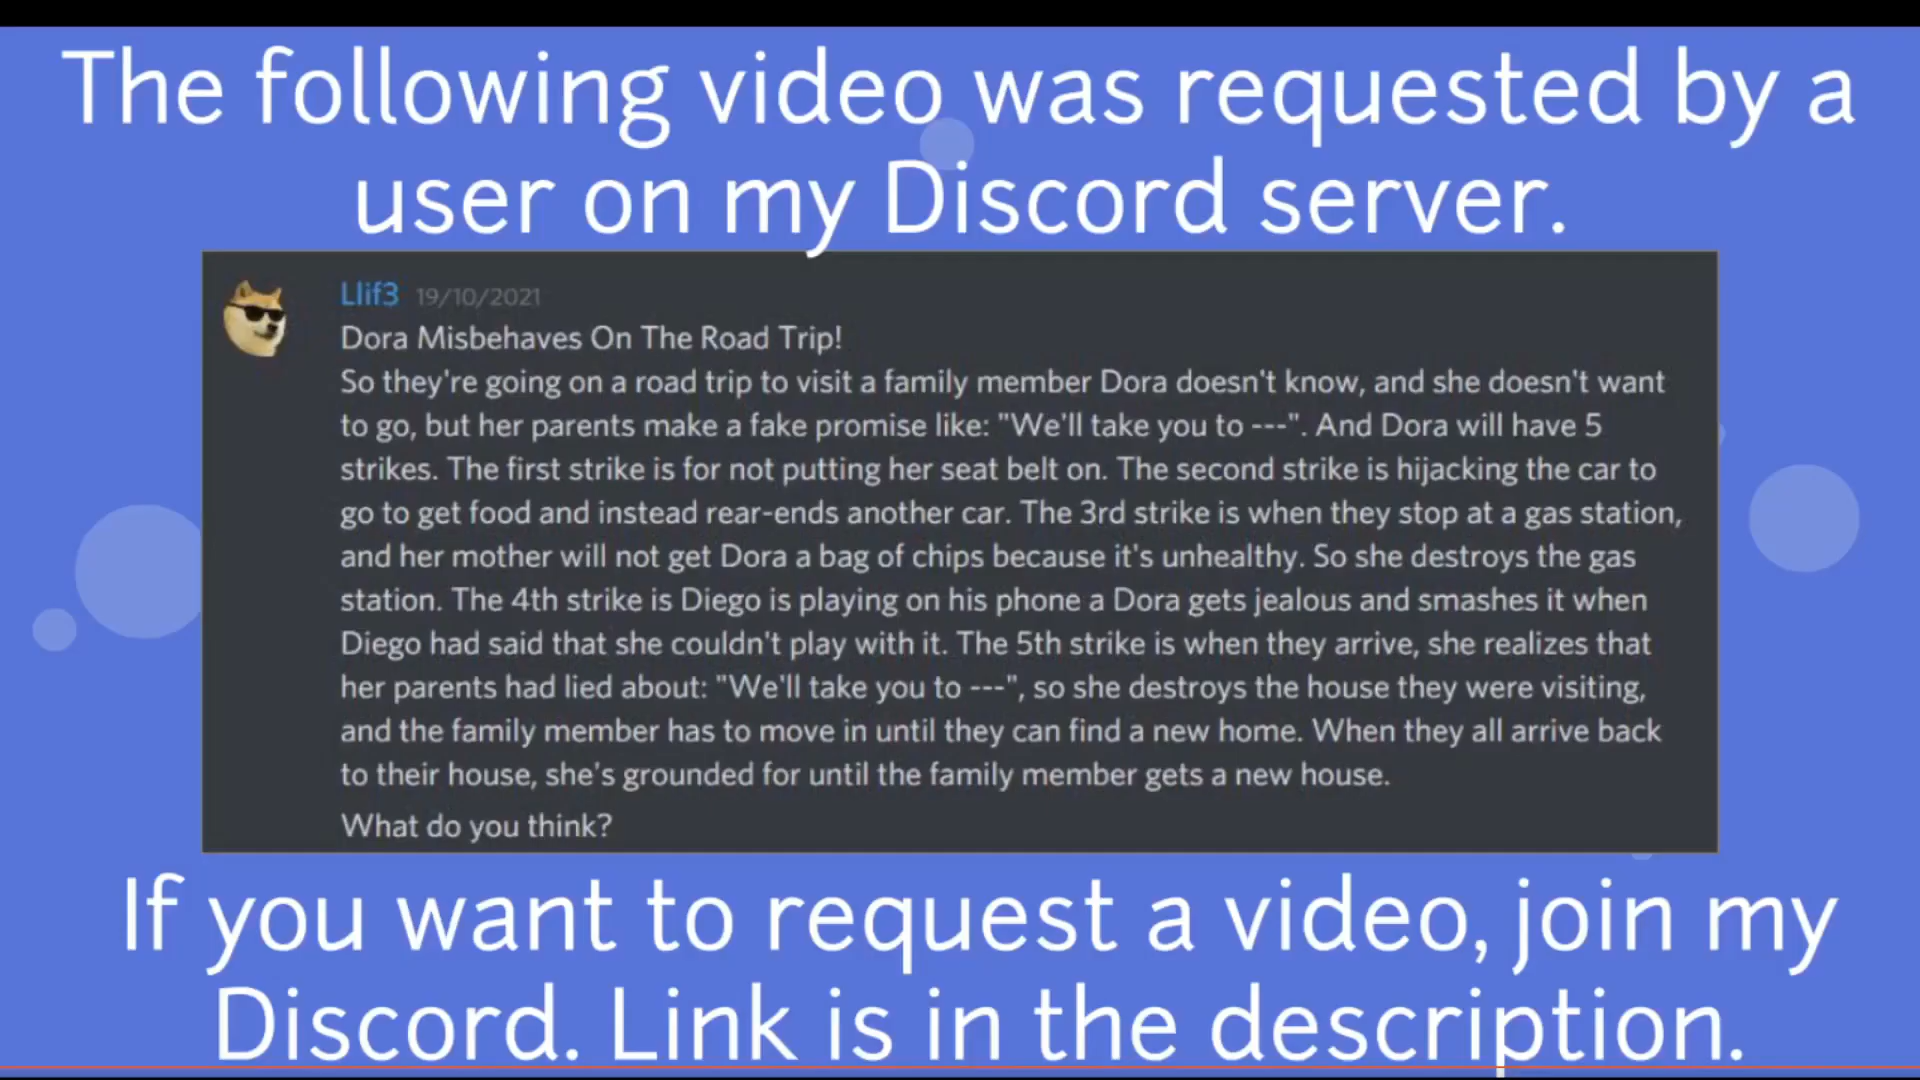 The following video was requested by a
user on my Discord server.
Llif3 19/10/2021
Dora Misbehaves On The Road Trip!
So they're going on a road trip to visit a family member Dora doesn't know, and she doesn't want
to go, but her parents make a fake promise like: "We'll take you to ---". And Dora will have 5
strikes. The first strike is for not putting her seat belt on. The second strike is hijacking the car to
go to get food and instead rear-ends another car. The 3rd strike is when they stop at a gas station,
and her mother will not get Dora a bag of chips because it's unhealthy. So she destroys the gas
station. The 4th strike is Diego is playing on his phone a Dora gets jealous and smashes it when
Diego had said that she couldn't play with it. The 5th strike is when they arrive, she realizes that
her parents had lied about: "We'll take you to ---", so she destroys the house they were visiting,
and the family member has to move in until they can find a new home. When they all arrive back
to their house, she's grounded for until the family member gets a new house.
What do you think?
If you want to request a video, join my
Discord. Link is in the description.